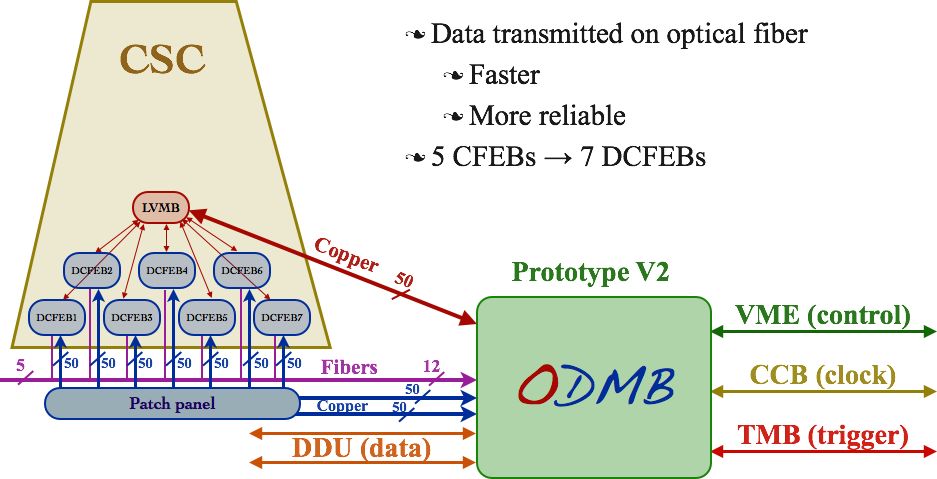 CSC
❧ Data transmitted on optical fiber
❧ Faster
❧ More reliable
❧ 5 CFEBs → 7 DCFEBs
LVMB
Copper
50
DCFEB2
DCFEB4
DCFEB6
DCFEB1
DCFEB3
DCFEB5
DCFEB7
Prototype V2
ODMB
VME (control)
CCB (clock)
TMB (trigger)
5
50
50
50
50
50
50
50
Fibers
12
Patch panel
50
Copper
50
DDU (data)